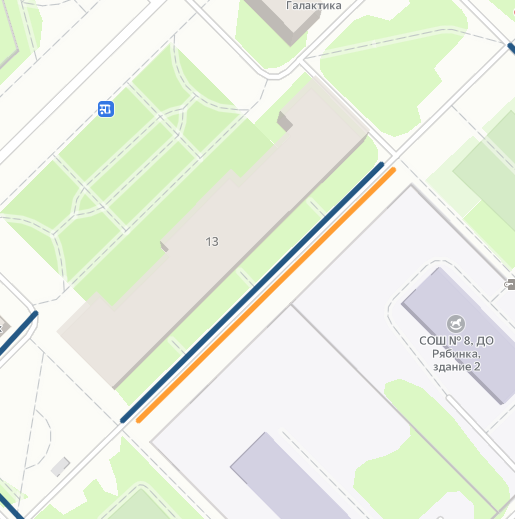 Галактика
13
СОШ № 8, ДО
Рябинка,
здание 2